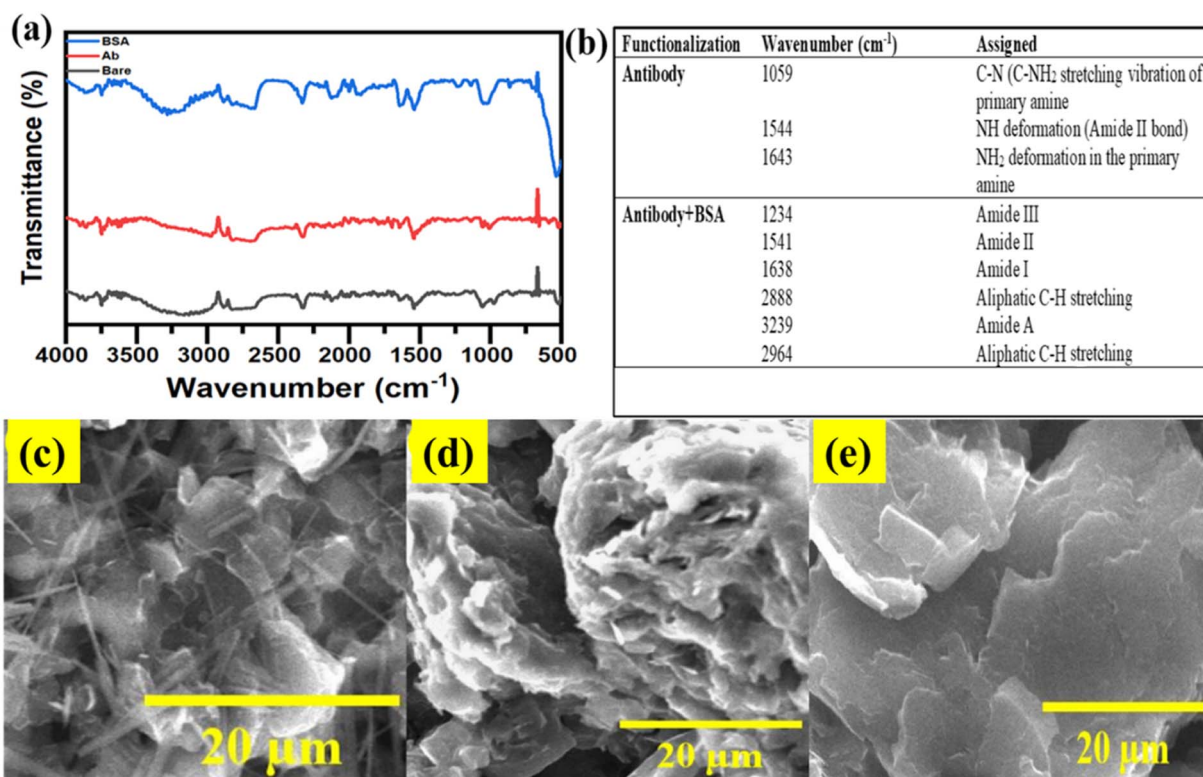 (a)
BSA
Ab
Bare
Transmittance (%)
4000 3500 3000 2500 2000 1500 1000 500
Wavenumber (cm-1)
(b)
Functionalization Wavenumber (cm-1) Assigned
Antibody 1059 C-N (C-NH2 stretching vibration of
primary amine
1544 NH deformation (Amide II bond)
1643 NH2 deformation in the primary
amine
Antibody+BSA 1234 Amide III
1541 Amide II
1638 Amide I
2888 Aliphatic C-H stretching
3239 Amide A
2964 Aliphatic C-H stretching
(c)
20 µm
(d)
20 µm
(e)
20 µm